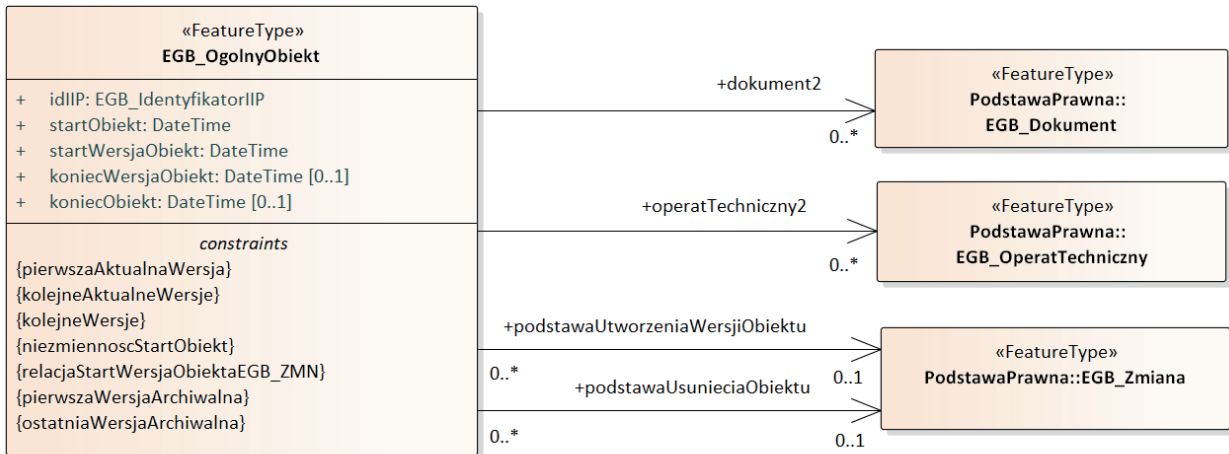 «FeatureType»
EGB_OgolnyObiekt
+ idIIP: EGB_IdentyfikatorIIP
+ startObiekt: DateTime
+ startWersjaObiekt: DateTime
+ koniecWersjaObiekt: DateTime [0..1]
+ koniecObiekt: DateTime [0..1]
constraints
{pierwszaAktualnaWersja}
{kolejneAktualneWersje}
{kolejneWersje}
{niezmiennoscStartObiekt}
{relacjaStartWersjaObiektaEGB_ZMN}
{pierwszaWersjaArchiwalna}
{ostatniaWersjaArchiwalna}
+dokument2
0..*
«FeatureType»
PodstawaPrawna::
EGB_Dokument
+operatTechniczny2
0..*
«FeatureType»
PodstawaPrawna::
EGB_OperatTechniczny
+podstawaUtworzeniaWersjiObiektu
0..*
0..1
+podstawaUsunieciaObiektu
0..*
0..1
«FeatureType»
PodstawaPrawna::EGB_Zmiana